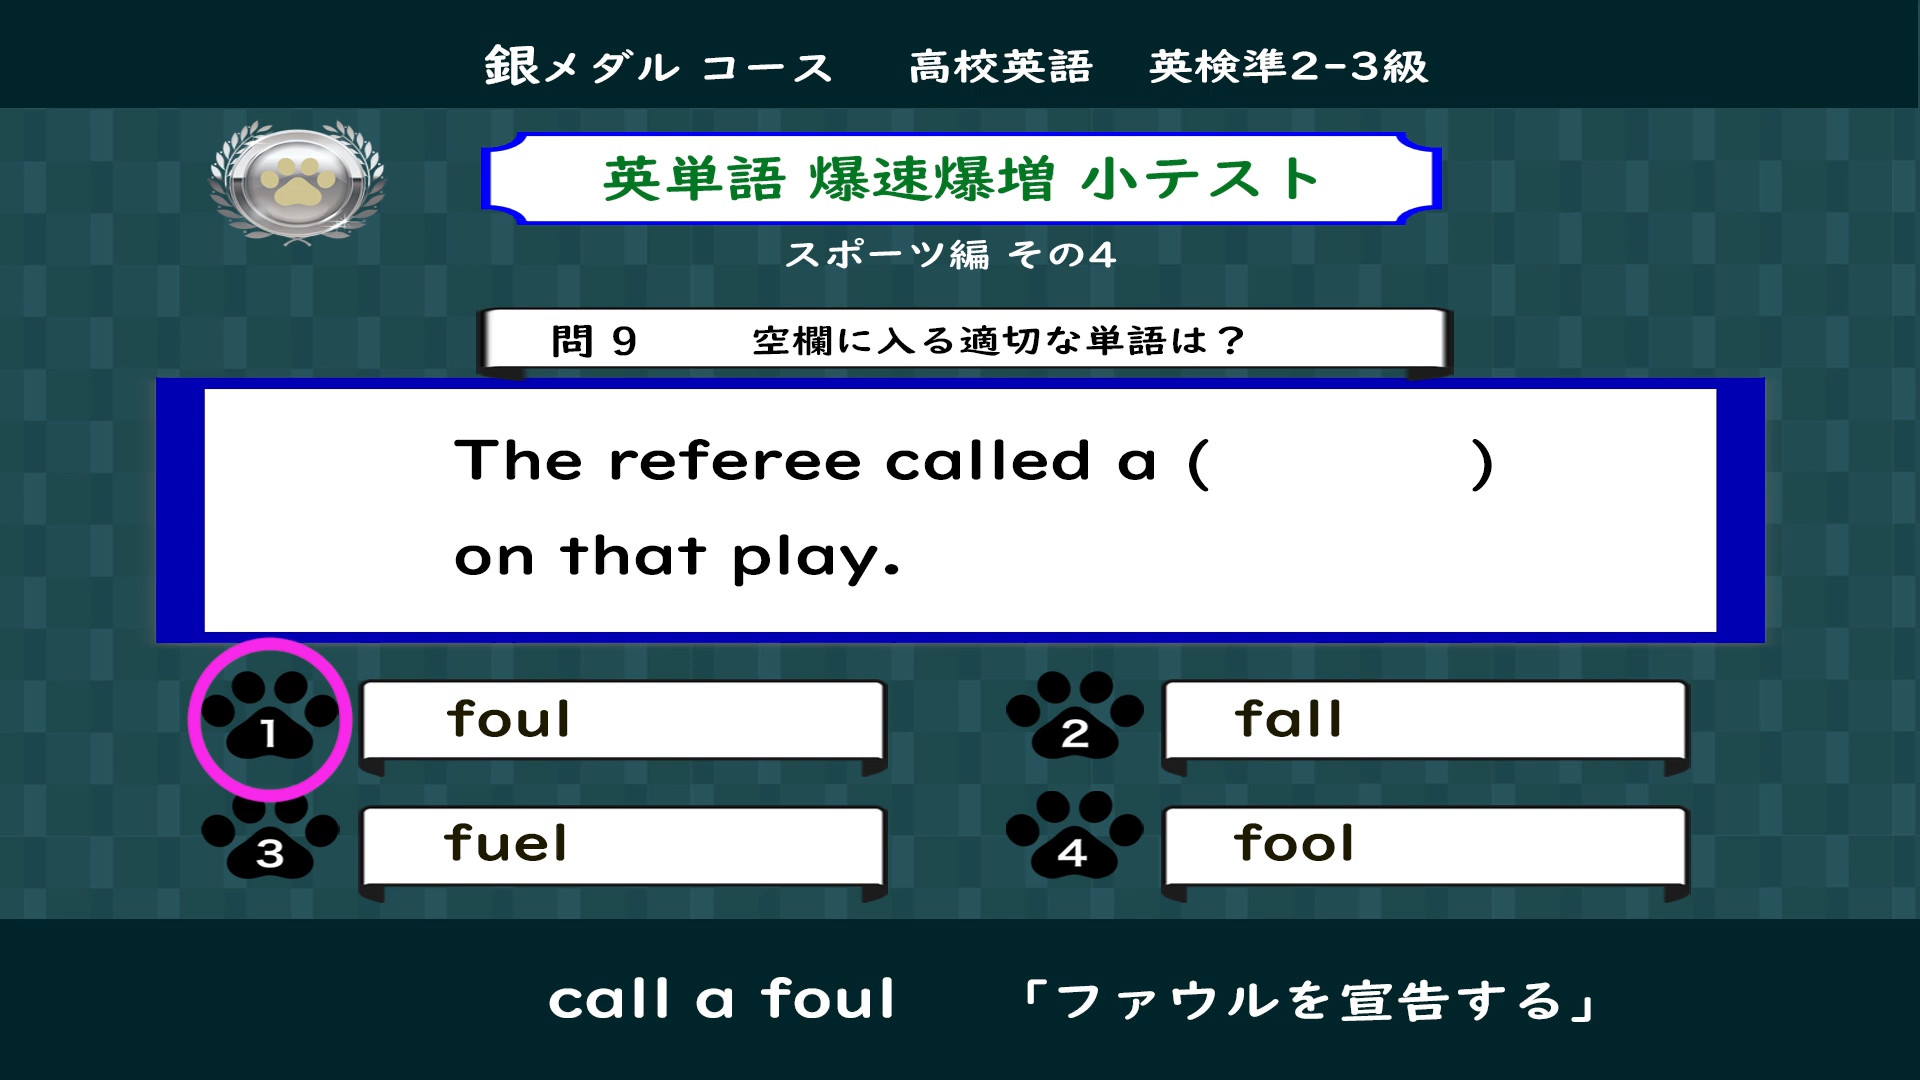 銀メダル コース 高校英語 英検準2-3級
英単語 爆速爆増 小テスト
スポーツ編 その4
問 9 空欄に入る適切な単語は？
The referee called a ( )
on that play.
1 foul
2 fall
3 fuel
4 fool
call a foul 「ファウルを宣告する」